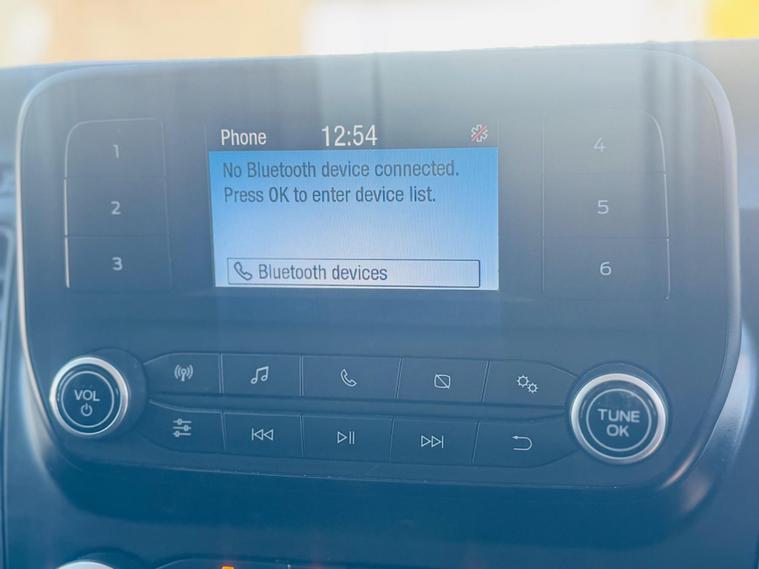 Phone 12:54
No Bluetooth device connected.
Press OK to enter device list.
Bluetooth devices
1
2
3
4
5
6
VOL
TUNE
OK